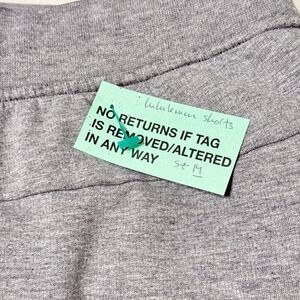 lululemon shorts
NO RETURNS IF TAG
IS REMOVED/ALTERED
IN ANY WAY sz M